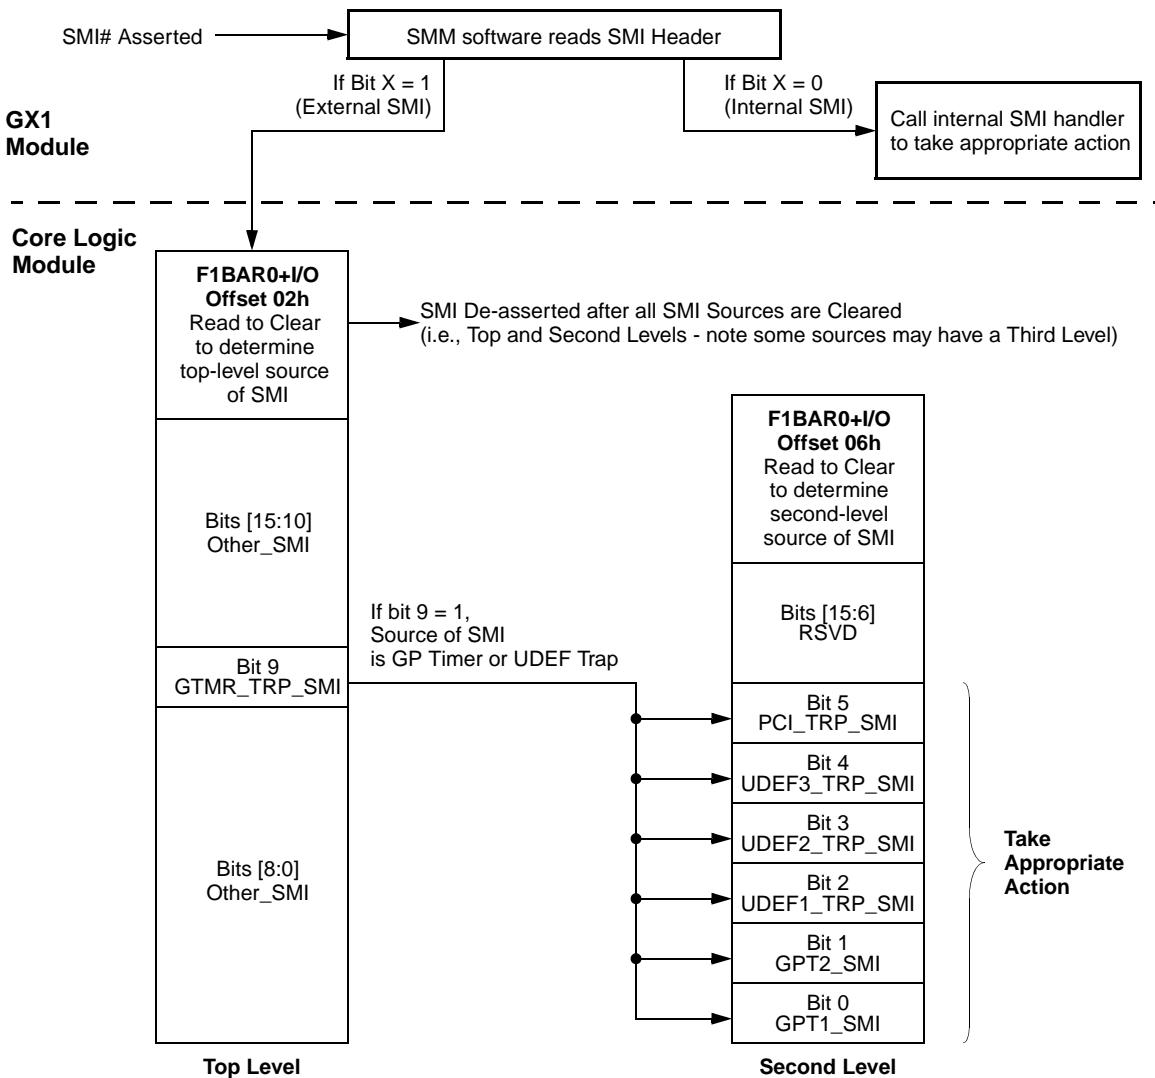 SMI# Asserted
SMM software reads SMI Header
If Bit X = 1
(External SMI)
If Bit X = 0
(Internal SMI)
Call internal SMI handler
to take appropriate action
GX1
Module
Core Logic
Module
F1BAR0+I/O
Offset 02h
Read to Clear
to determine
top-level source
of SMI
SMI De-asserted after all SMI Sources are Cleared
(i.e., Top and Second Levels - note some sources may have a Third Level)
Bits [15:10]
Other_SMI
If bit 9 = 1,
Source of SMI
is GP Timer or UDEF Trap
Bit 9
GTMR_TRP_SMI
Bits [8:0]
Other_SMI
Top Level
F1BAR0+I/O
Offset 06h
Read to Clear
to determine
second-level
source of SMI
Bits [15:6]
RSVD
Bit 5
PCI_TRP_SMI
Bit 4
UDEF3_TRP_SMI
Bit 3
UDEF2_TRP_SMI
Bit 2
UDEF1_TRP_SMI
Bit 1
GPT2_SMI
Bit 0
GPT1_SMI
Second Level
Take
Appropriate
Action